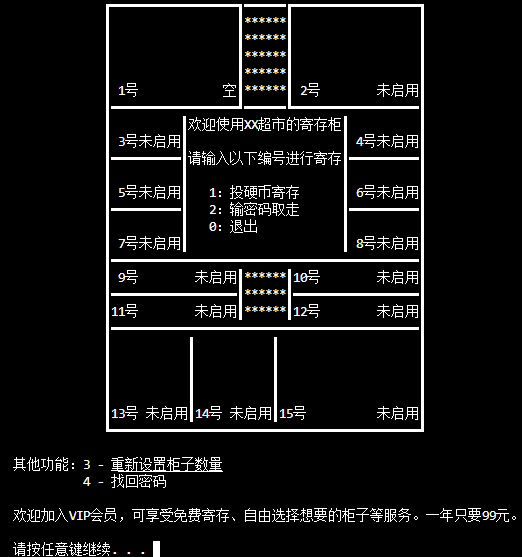 ******
******
******
******
******
1号 空 2号 未启用
欢迎使用XX超市的寄存柜
3号未启用 4号未启用
请输入以下编号进行寄存
1: 投硬币寄存
5号未启用 6号未启用
2: 输密码取走
0: 退出
7号未启用 8号未启用
9号 未启用 ****** 10号 未启用
******
11号 未启用 ****** 12号 未启用
13号 未启用 14号 未启用 15号 未启用
其他功能: 3 - 重新设置柜子数量
4 - 找回密码
欢迎加入VIP会员，可享受免费寄存、自由选择想要的柜子等服务。一年只要99元。
请按任意键继续. . .